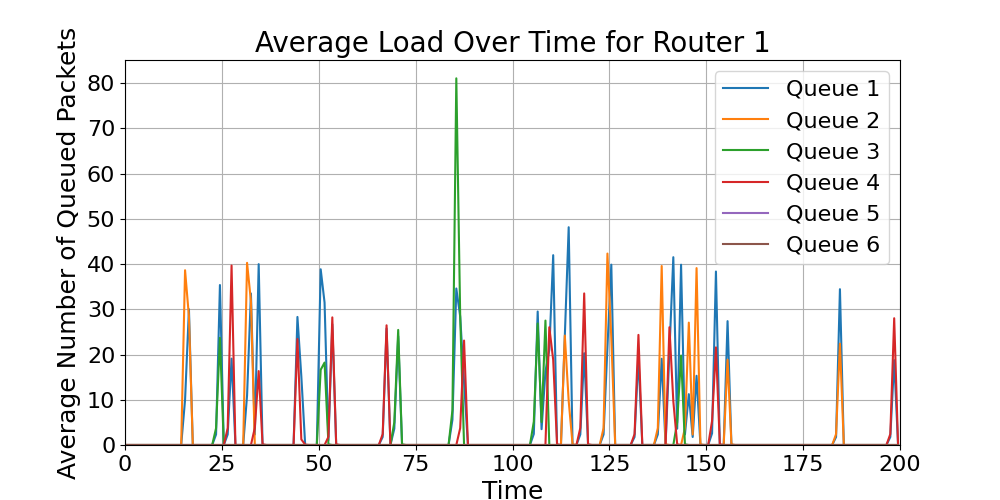 Average Load Over Time for Router 1
Average Number of Queued Packets
80
70
60
50
40
30
20
10
0
Queue 1
Queue 2
Queue 3
Queue 4
Queue 5
Queue 6
0 25 50 75 100 125 150 175 200
Time